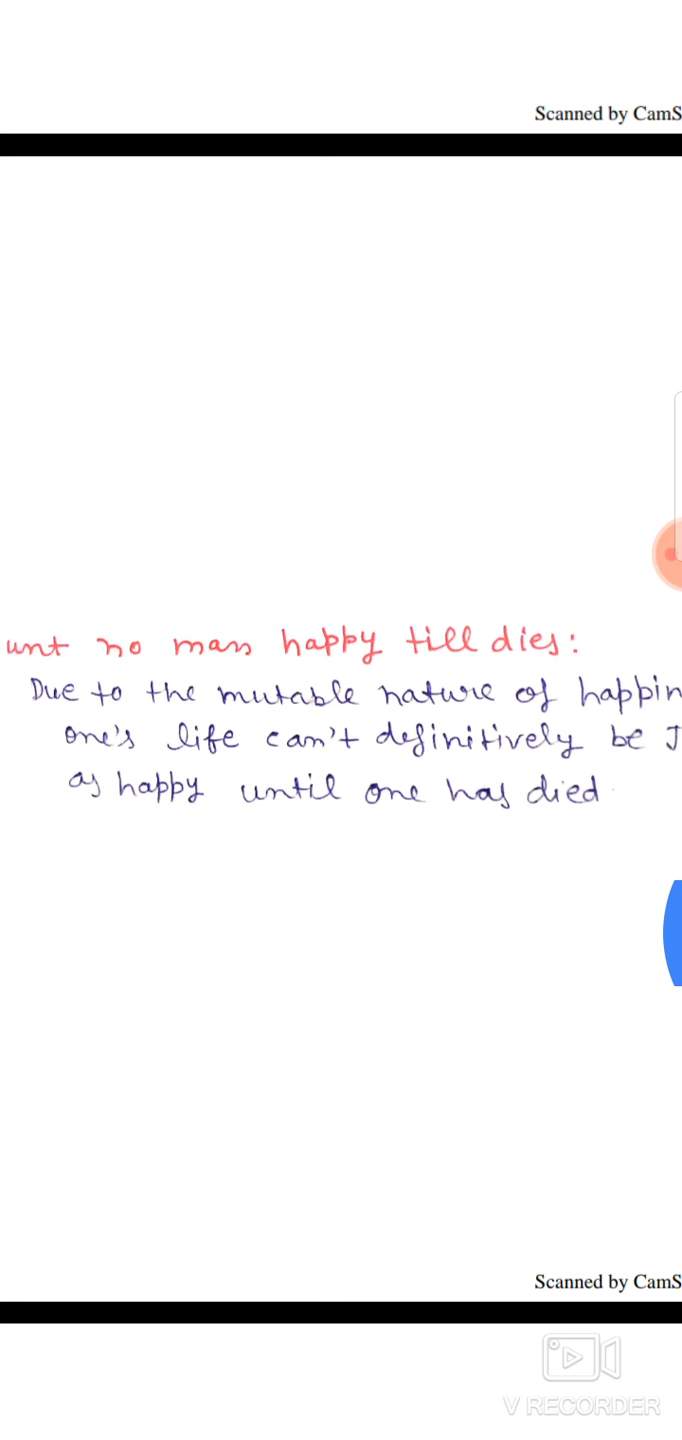 Scanned by CamS
unt no man happy till dies:
Due to the mutable nature of happin
one's life can't definitively be J
as happy until one has died
Scanned by CamS
V RECORDER